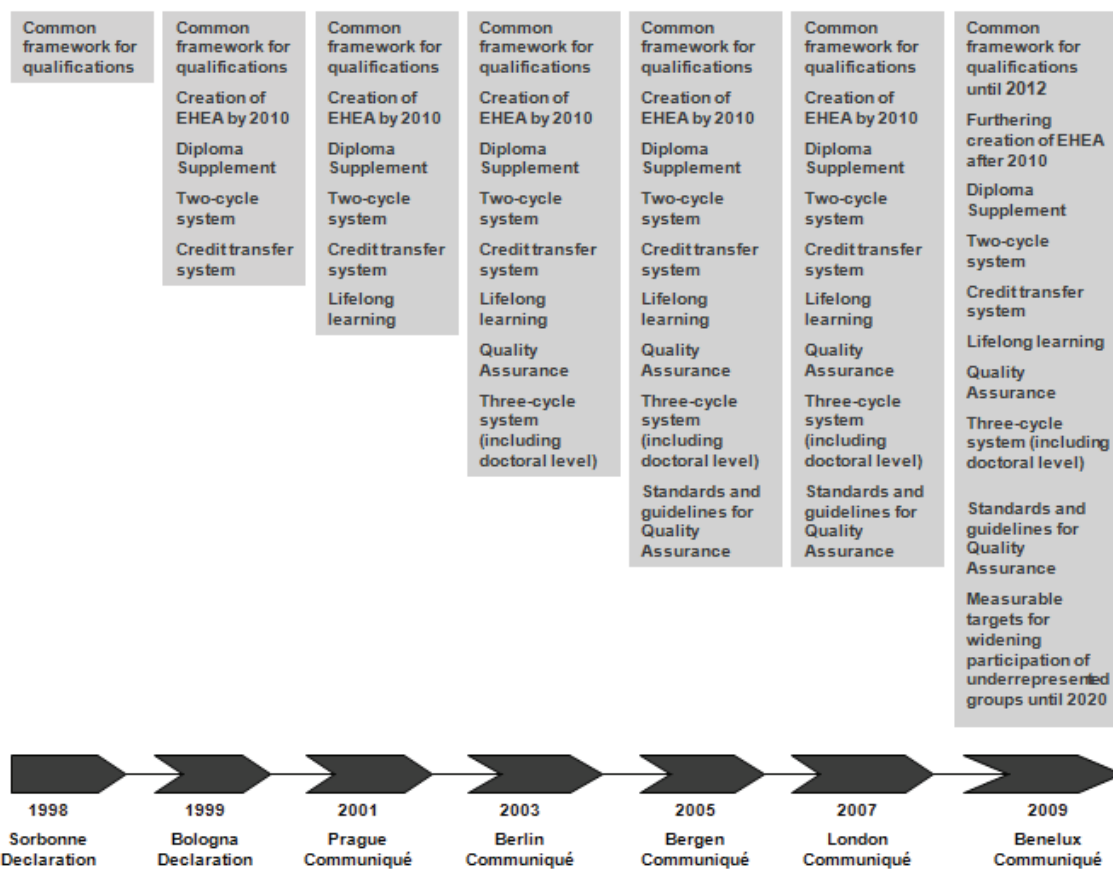 Common
framework for
qualifications
Common
framework for
qualifications
Creation of
EHEA by 2010
Diploma
Supplement
Two-cycle
system
Credit transfer
system
Common
framework for
qualifications
Creation of
EHEA by 2010
Diploma
Supplement
Two-cycle
system
Credit transfer
system
Lifelong
learning
Common
framework for
qualifications
Creation of
EHEA by 2010
Diploma
Supplement
Two-cycle
system
Credit transfer
system
Lifelong
learning
Quality
Assurance
Three-cycle
system
(including
doctoral level)
Common
framework for
qualifications
Creation of
EHEA by 2010
Diploma
Supplement
Two-cycle
system
Credit transfer
system
Lifelong
learning
Quality
Assurance
Three-cycle
system
(including
doctoral level)
Standards and
guidelines for
Quality
Assurance
Common
framework for
qualifications
Creation of
EHEA by 2010
Diploma
Supplement
Two-cycle
system
Credit transfer
system
Lifelong
learning
Quality
Assurance
Three-cycle
system
(including
doctoral level)
Standards and
guidelines for
Quality
Assurance
Common
framework for
qualifications
until 2012
Furthering
creation of EHEA
after 2010
Diploma
Supplement
Two-cycle
system
Credit transfer
system
Lifelong learning
Quality
Assurance
Three-cycle
system (including
doctoral level)
Standards and
guidelines for
Quality
Assurance
Measurable
targets for
widening
participation of
underrepresented
groups until 2020
1998
Sorbonne
Declaration
1999
Bologna
Declaration
2001
Prague
Communiqué
2003
Berlin
Communiqué
2005
Bergen
Communiqué
2007
London
Communiqué
2009
Benelux
Communiqué